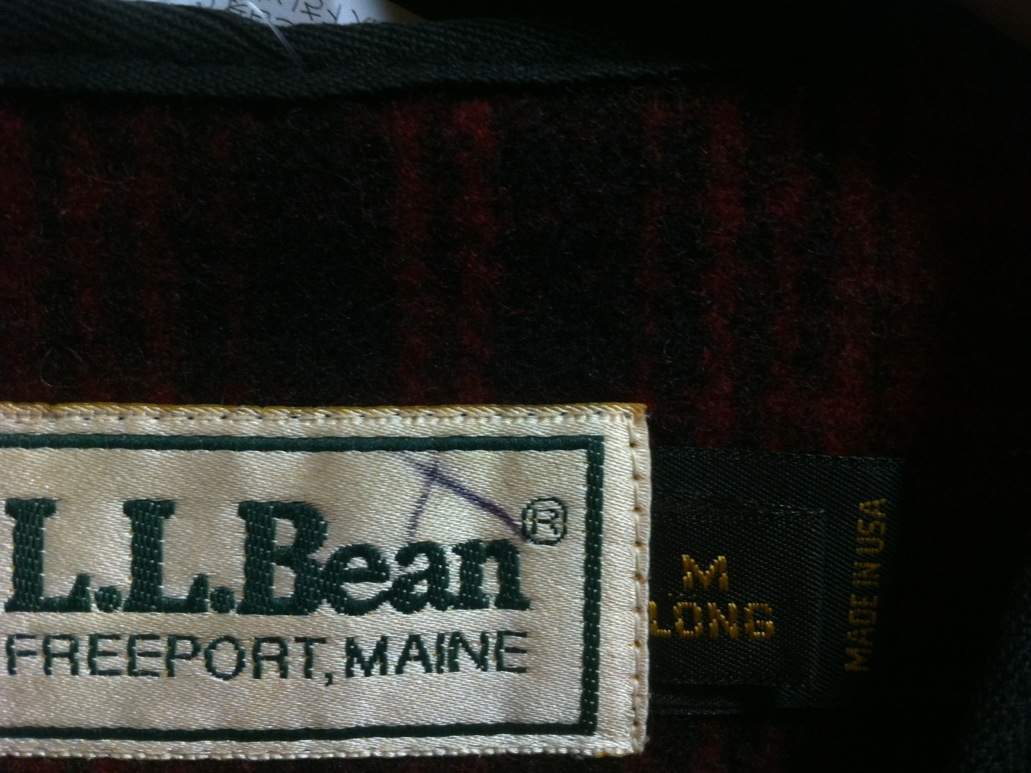 L.L.Bean®
FREEPORT, MAINE
M
LONG
MADE IN USA